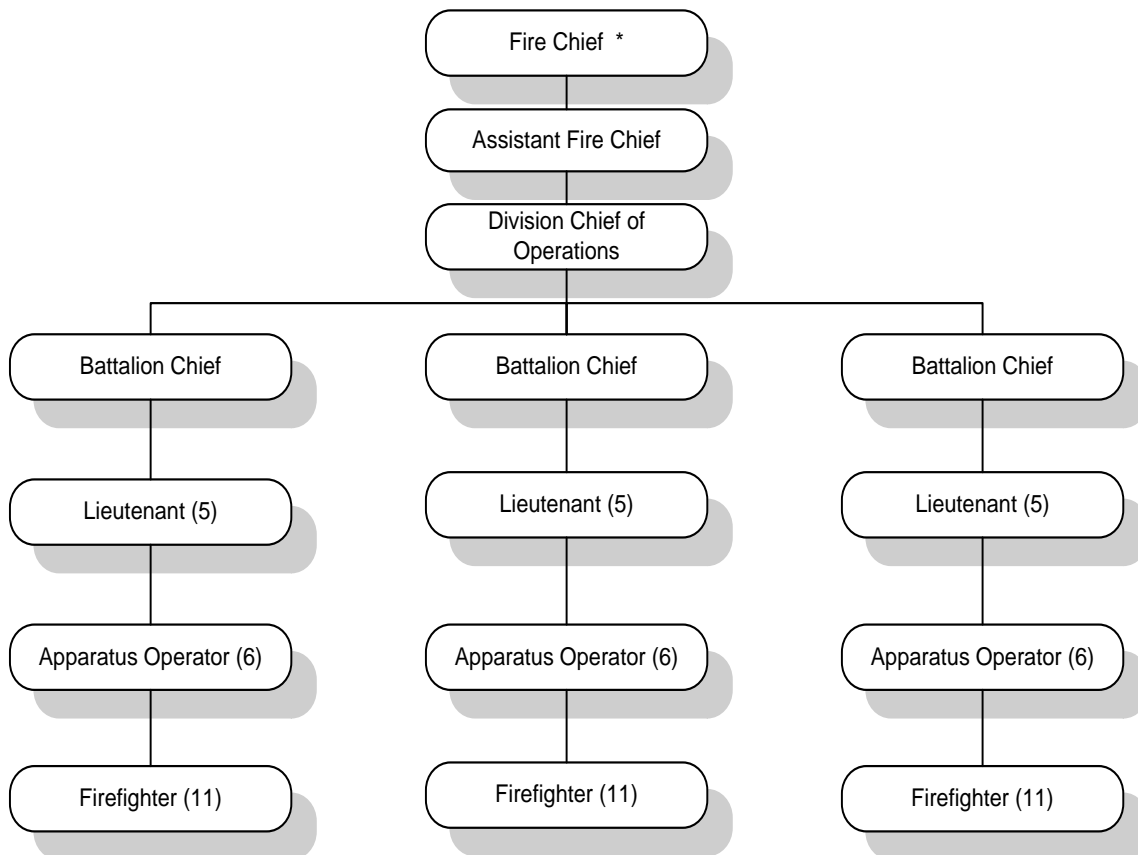 Fire Chief *
Assistant Fire Chief
Division Chief of
Operations
Battalion Chief
Battalion Chief
Battalion Chief
Lieutenant (5)
Lieutenant (5)
Lieutenant (5)
Apparatus Operator (6)
Apparatus Operator (6)
Apparatus Operator (6)
Firefighter (11)
Firefighter (11)
Firefighter (11)